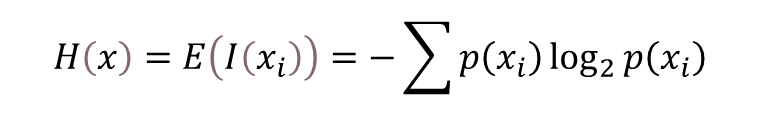 H(x) = E(I(xᵢ)) = − ∑ p(xᵢ) log₂ p(xᵢ)